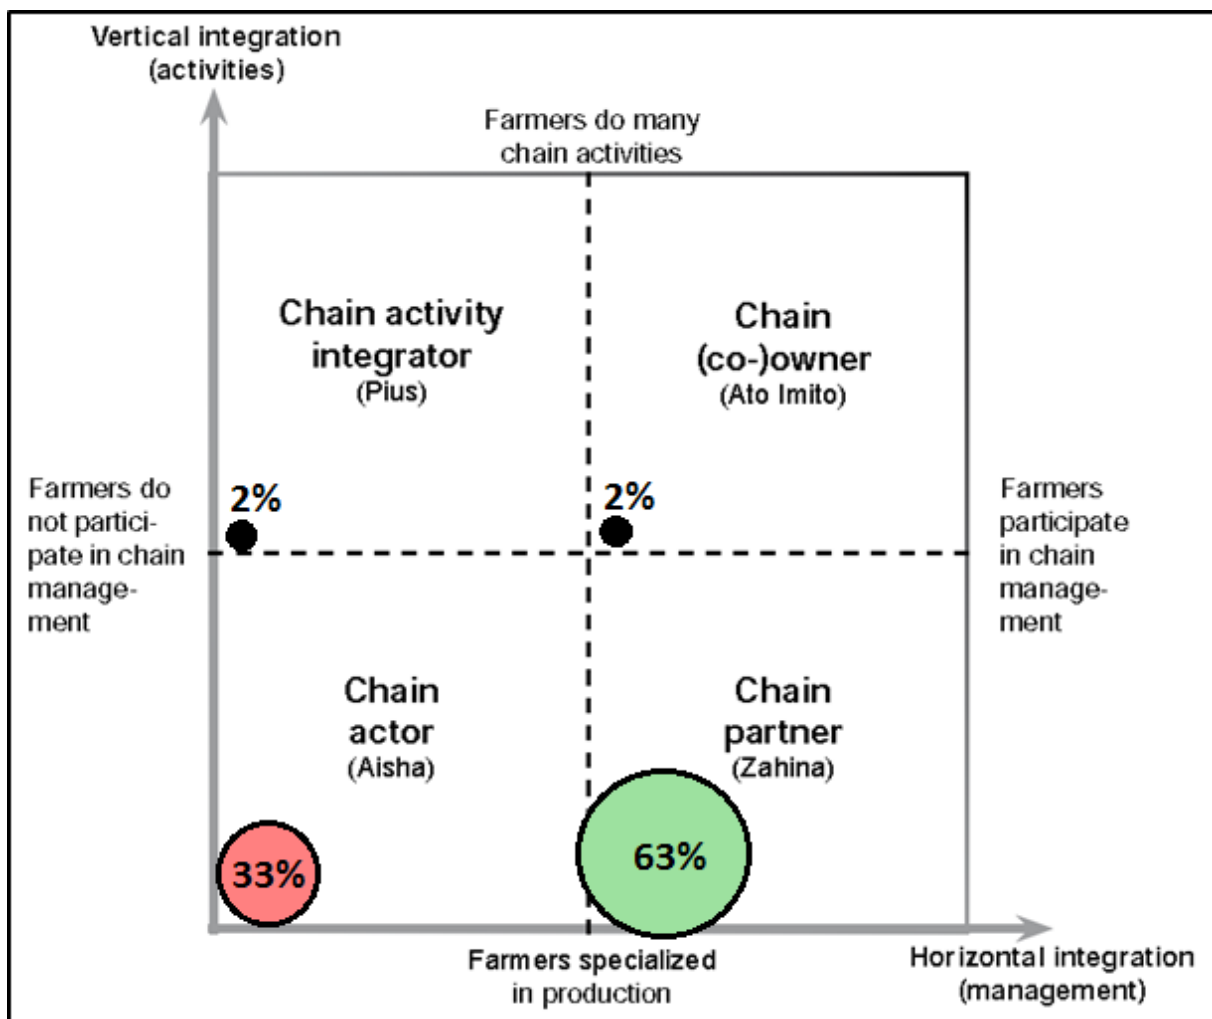 Vertical integration
(activities)
Farmers do many
chain activities
Chain activity
integrator
(Pius)
Chain
(co-)owner
(Ato Imito)
Farmers do
not partici-
pate in chain
manage-
ment
2%
2%
Farmers
participate
in chain
manage-
ment
Chain
actor
(Aisha)
Chain
partner
(Zahina)
33%
63%
Farmers specialized
in production
Horizontal integration
(management)